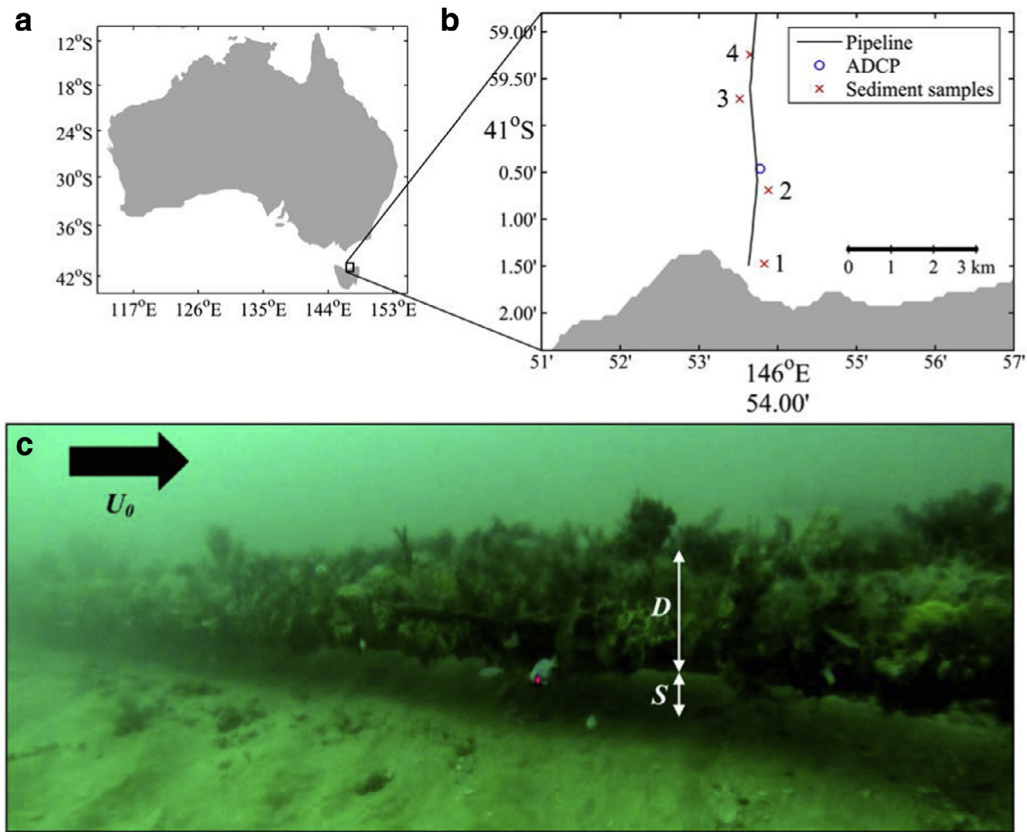 a
12°S
18°S
24°S
30°S
36°S
42°S
117°E 126°E 135°E 144°E 153°E
b
59.00'
59.50'
41°S
0.50'
1.00'
1.50'
2.00'
51' 52' 53' 55' 56' 57'
146°E
54.00'
4
3
2
1
Pipeline
ADCP
Sediment samples
0 1 2 3 km
c
U0
D
S